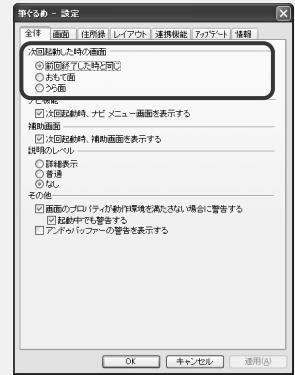 筆ぐるめ - 設定
全体 画面 住所録 レイアウト 連携機能 アップデート 情報
次回起動した時の画面
前回終了した時と同じ
おもて面
うら面
ナビ機能
次回起動時、ナビメニュー画面を表示する
補助画面
次回起動時、補助画面を表示する
説明のレベル
詳細表示
普通
なし
その他
画面のプロパティが動作環境を満たさない場合に警告する
起動中でも警告する
アンドゥバッファーの警告を表示する
OK キャンセル 適用(A)